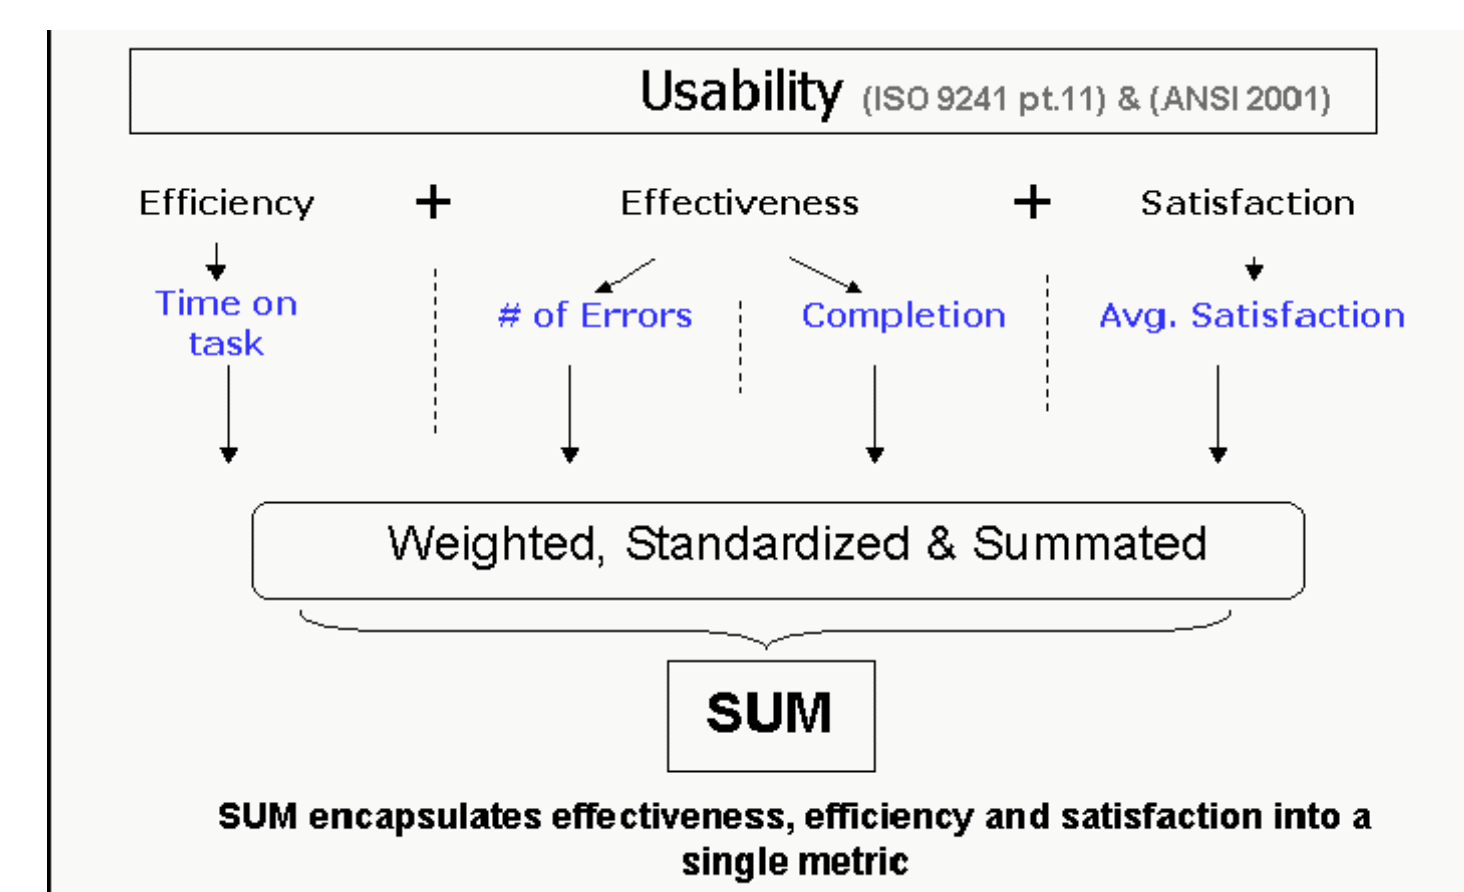 Usability (ISO 9241 pt.11) & (ANSI 2001)
Efficiency + Effectiveness + Satisfaction
Time on
task
# of Errors
Completion
Avg. Satisfaction
Weighted, Standardized & Summated
SUM
SUM encapsulates effectiveness, efficiency and satisfaction into a
single metric